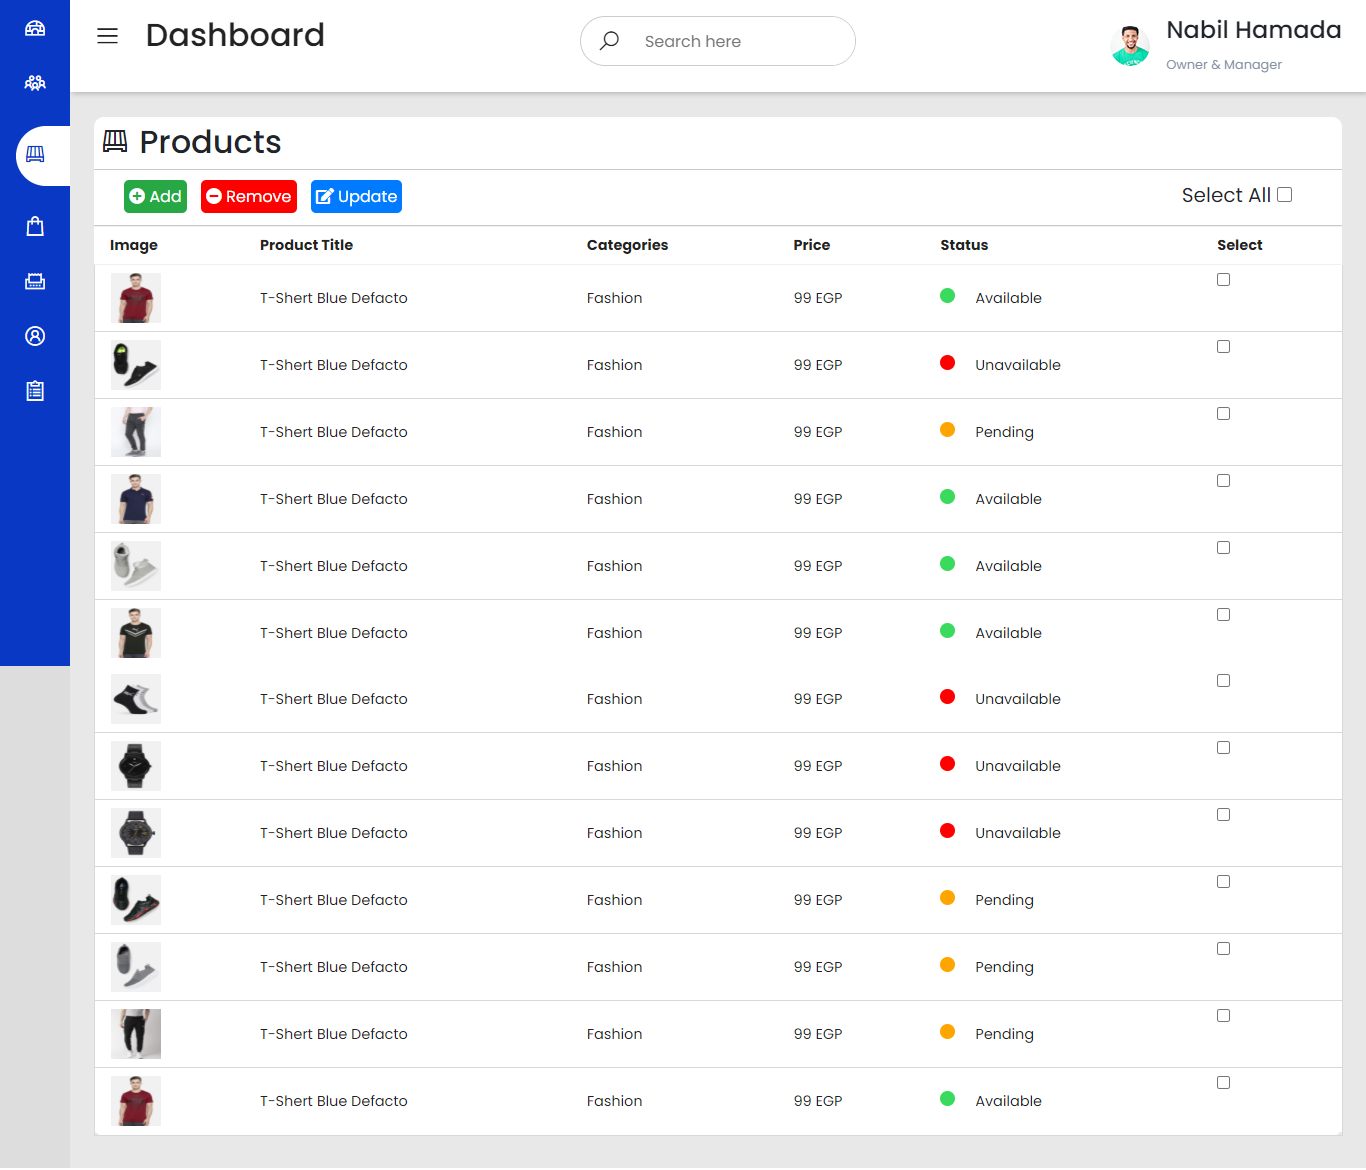 Dashboard
Search here
Nabil Hamada
Owner & Manager
Products
Add Remove Update Select All
Image Product Title Categories Price Status Select
T-Shert Blue Defacto Fashion 99 EGP Available
T-Shert Blue Defacto Fashion 99 EGP Unavailable
T-Shert Blue Defacto Fashion 99 EGP Pending
T-Shert Blue Defacto Fashion 99 EGP Available
T-Shert Blue Defacto Fashion 99 EGP Available
T-Shert Blue Defacto Fashion 99 EGP Available
T-Shert Blue Defacto Fashion 99 EGP Unavailable
T-Shert Blue Defacto Fashion 99 EGP Unavailable
T-Shert Blue Defacto Fashion 99 EGP Unavailable
T-Shert Blue Defacto Fashion 99 EGP Pending
T-Shert Blue Defacto Fashion 99 EGP Pending
T-Shert Blue Defacto Fashion 99 EGP Pending
T-Shert Blue Defacto Fashion 99 EGP Available